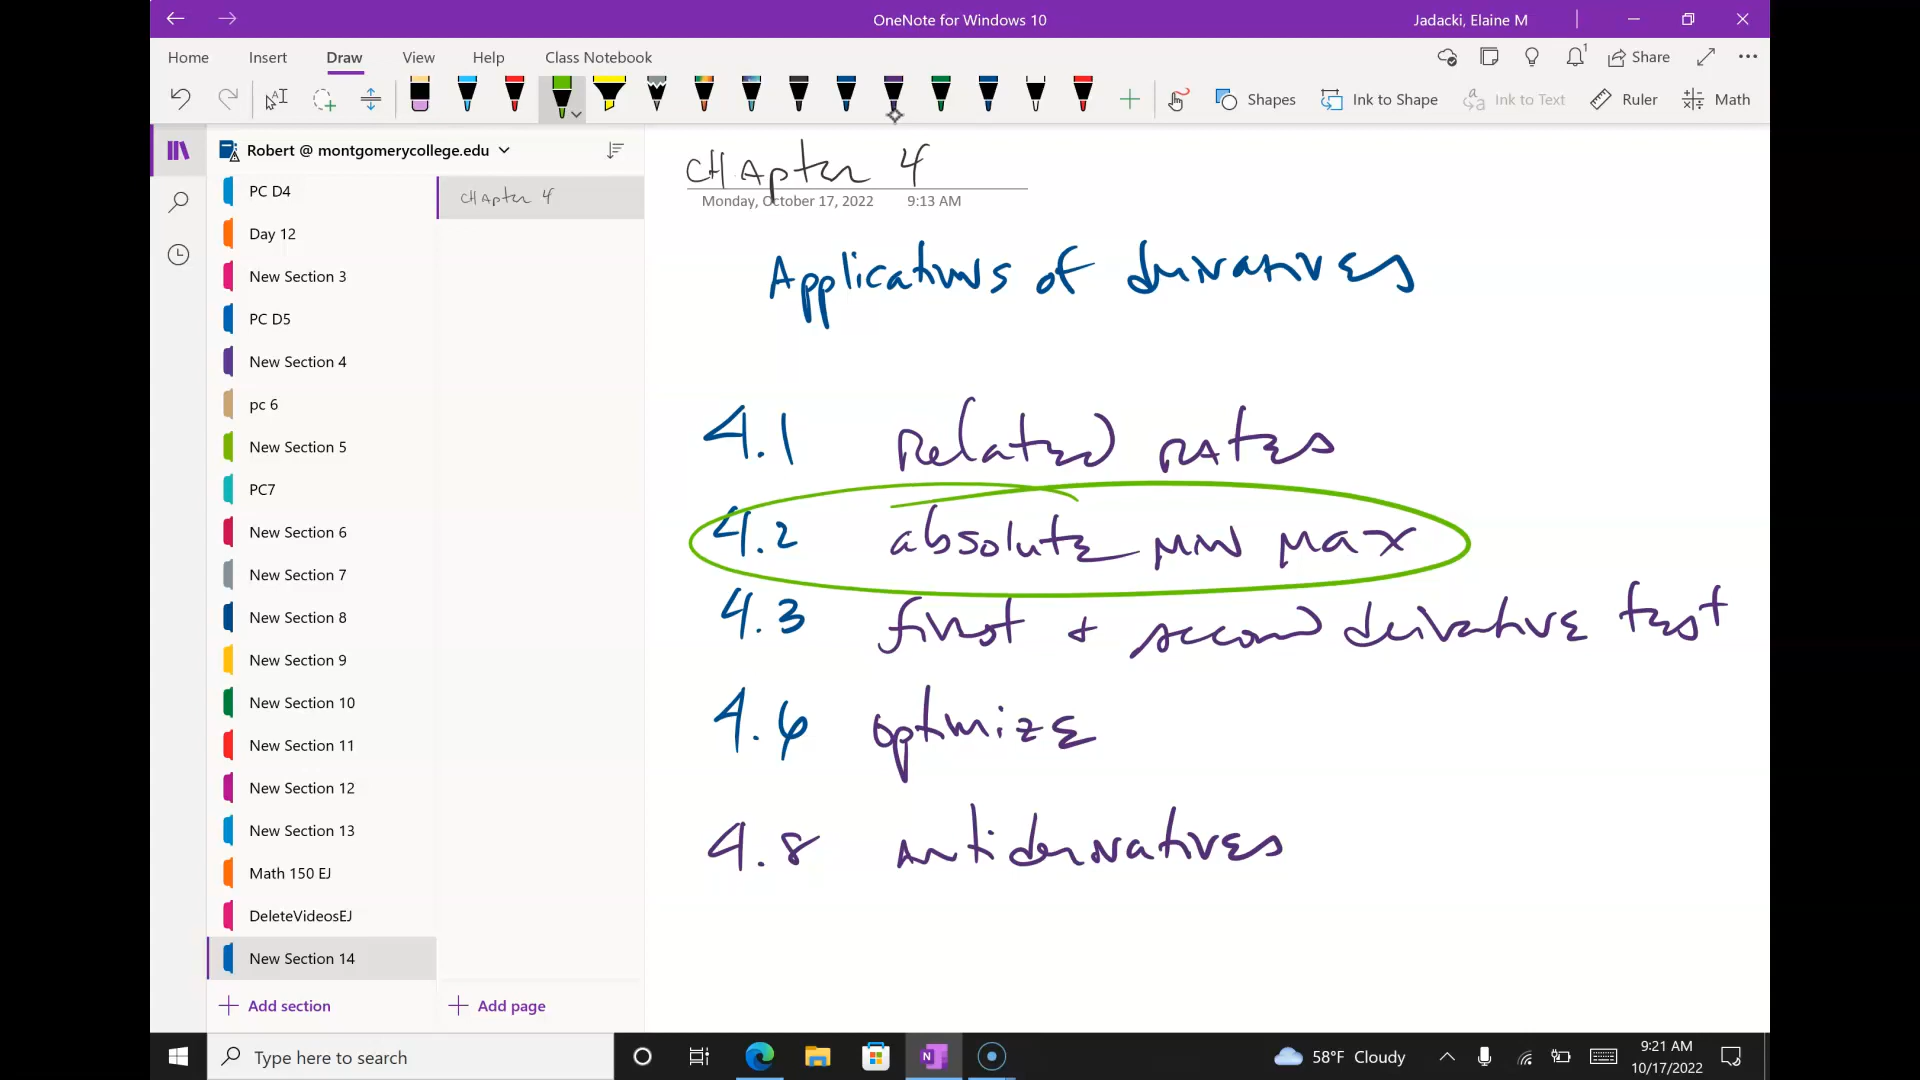 OneNote for Windows 10
Jadacki, Elaine M
Home Insert Draw View Help Class Notebook
1 Share
Shapes Ink to Shape Ink to Text Ruler Math
Robert @ montgomerycollege.edu
PC D4
Day 12
New Section 3
PC D5
New Section 4
pc 6
New Section 5
PC7
New Section 6
New Section 7
New Section 8
New Section 9
New Section 10
New Section 11
New Section 12
New Section 13
Math 150 EJ
DeleteVideosEJ
New Section 14
Add section
CHApter 4
Add page
CHApter 4
Monday, October 17, 2022 9:13 AM
Applications of derivatives
4.1 Related rates
4.2 absolute min max
4.3 first + second derivative test
4.6 optimize
4.8 antiderivatives
Type here to search
N
58°F Cloudy
9:21 AM
10/17/2022